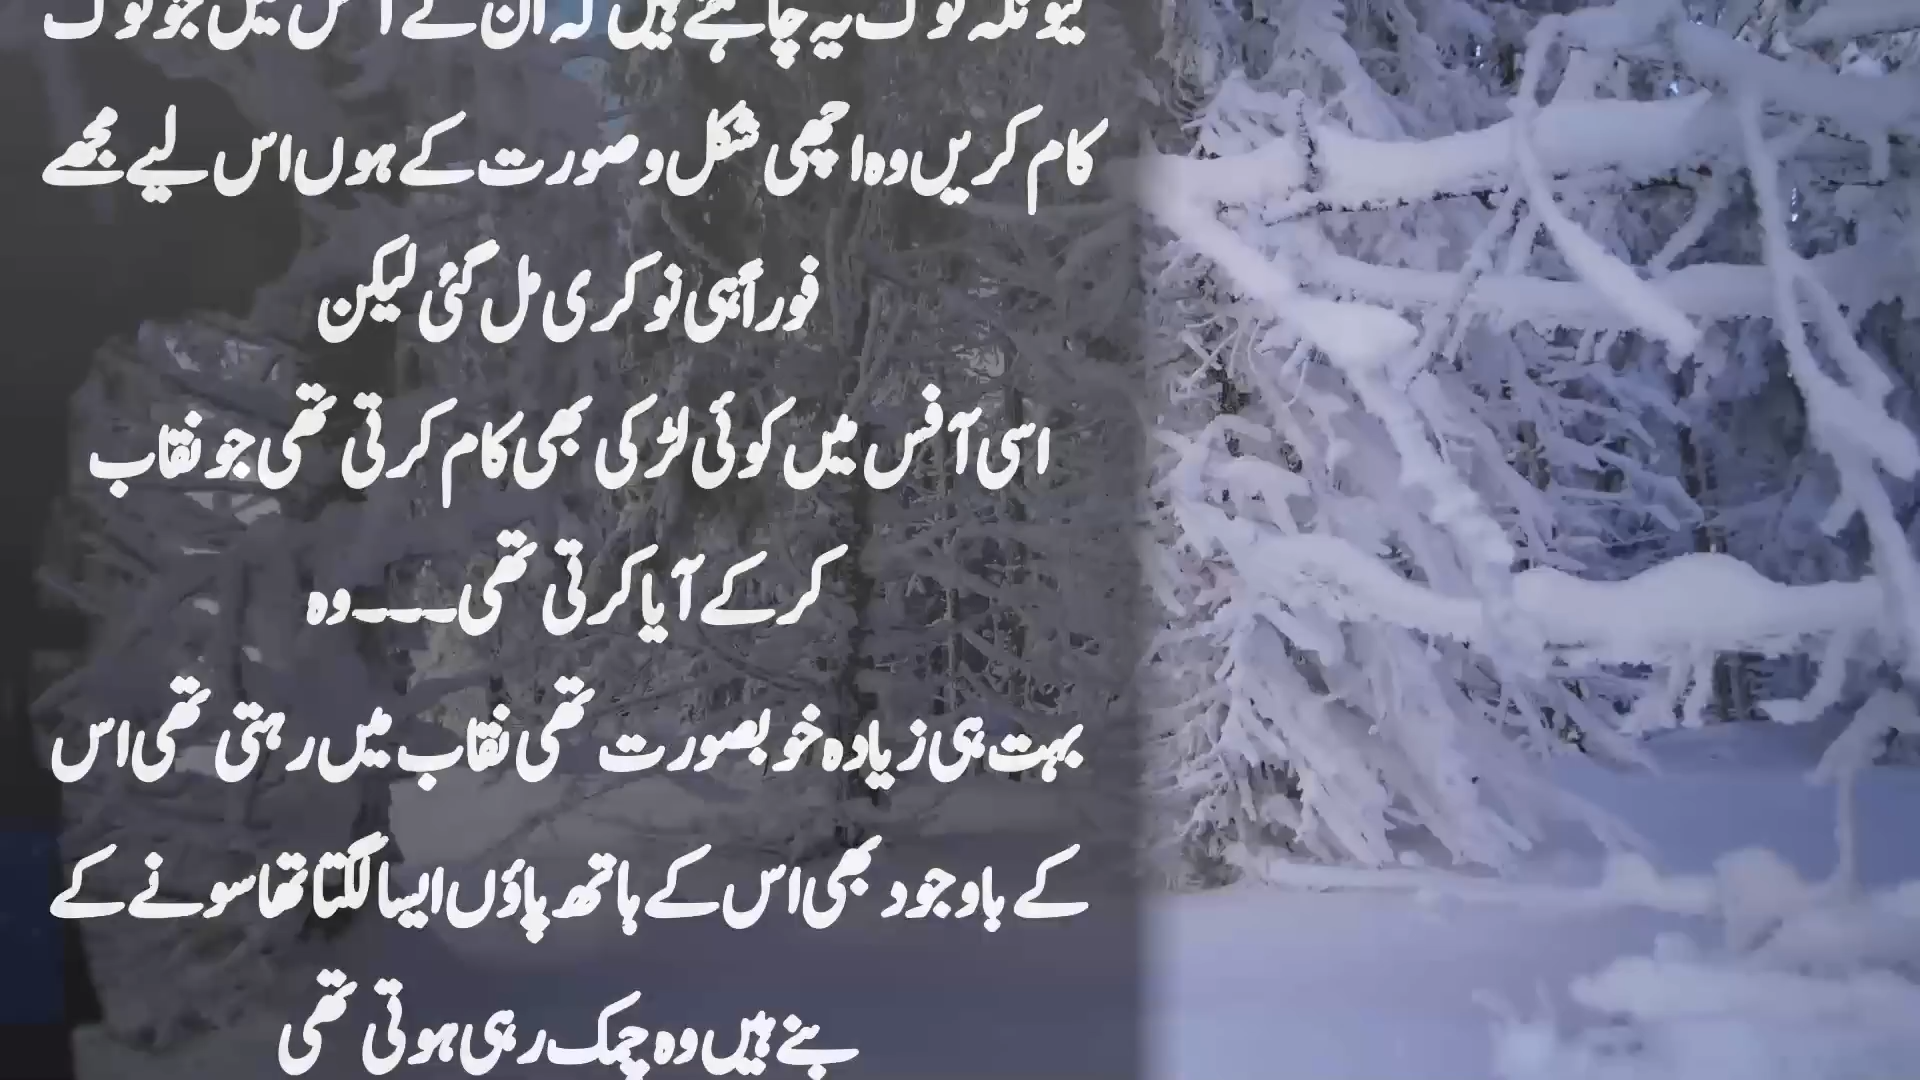 کیونکہ لوگ یہ چاہتے ہیں کہ ان کے آفس میں جو لوگ
کام کریں وہ اچھی شکل و صورت کے ہوں اس لیے مجھے
فوراً ہی نوکری مل گئی لیکن
اسی آفس میں کوئی لڑکی بھی کام کرتی تھی جو نقاب
کر کے آیا کرتی تھی۔۔۔وہ
بہت ہی زیادہ خوبصورت تھی نقاب میں رہتی تھی اس
کے باوجود بھی اس کے ہاتھ پاؤں ایسا لگتا تھا سونے کے
بنے ہیں وہ چمک رہی ہوتی تھی